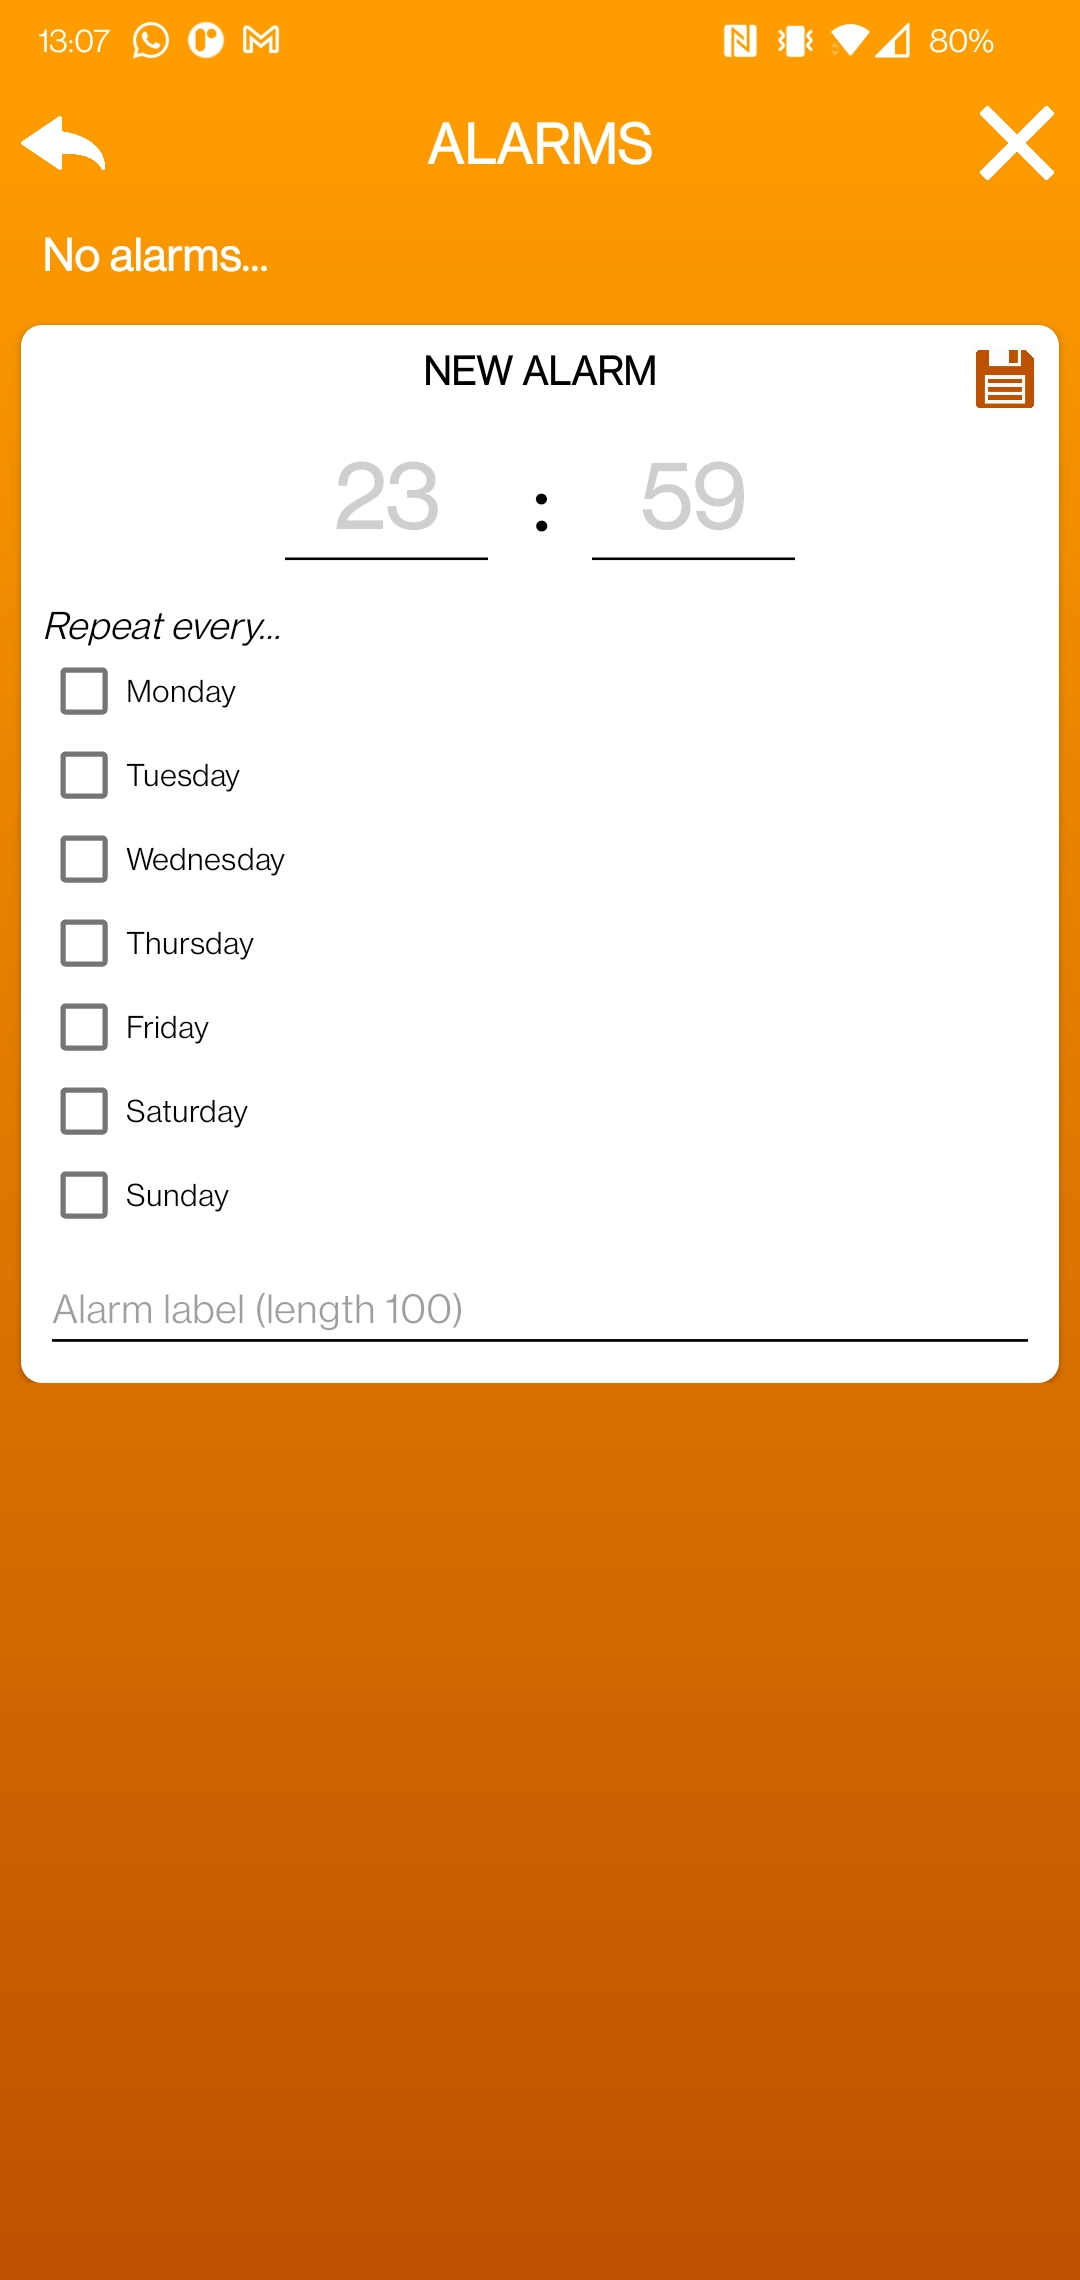 13:07 80%
ALARMS
No alarms...
NEW ALARM
23 : 59
Repeat every...
Monday
Tuesday
Wednesday
Thursday
Friday
Saturday
Sunday
Alarm label (length 100)